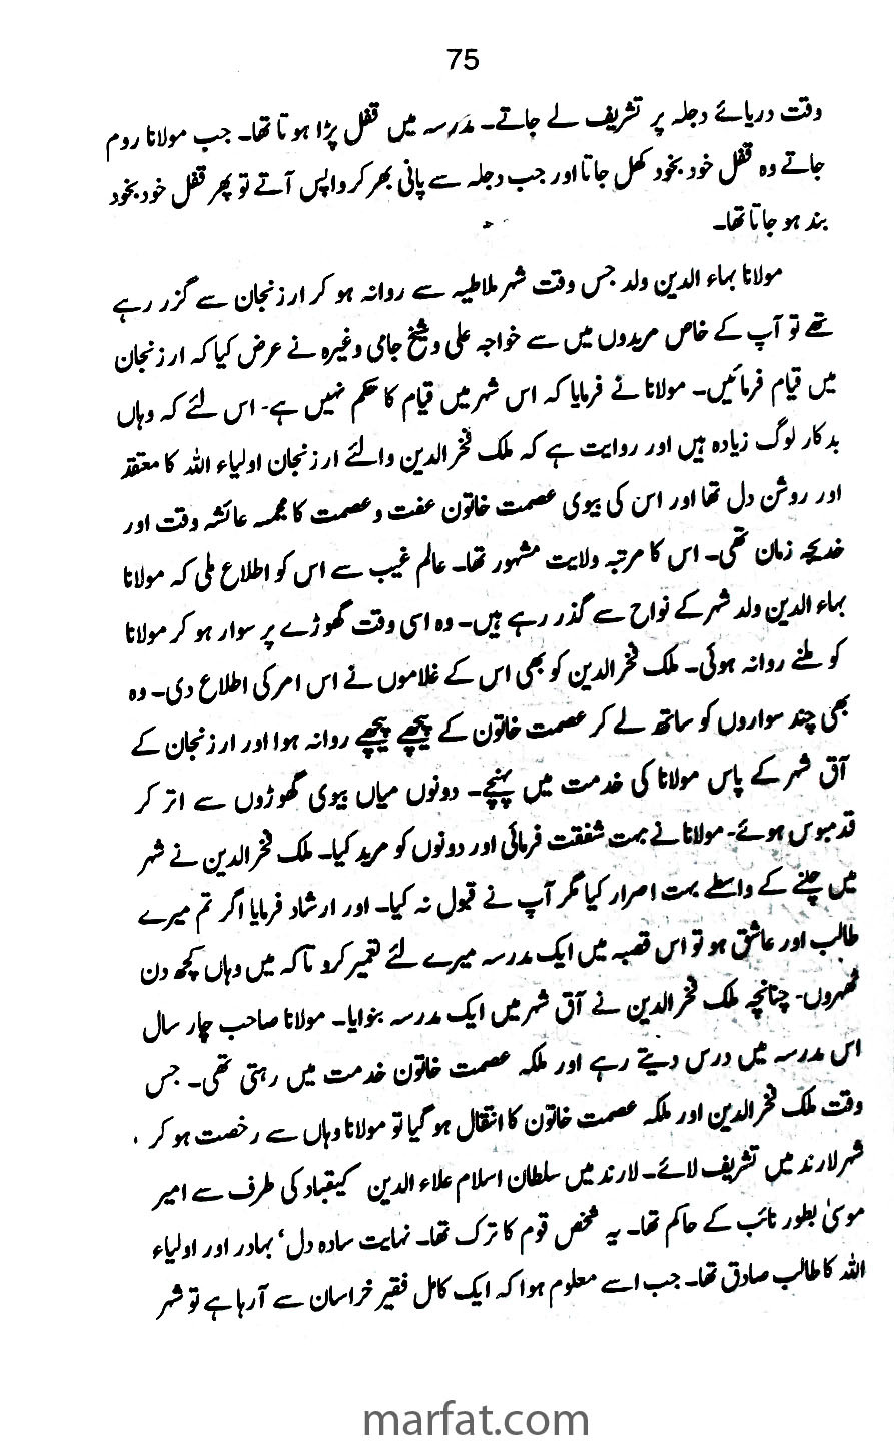 75
وقت دریائے دجلہ پر تشریف لے جاتے۔ مدرسہ میں قفل پڑا ہوتا تھا۔ جب مولانا روم
جاتے وہ قفل خود بخود کھل جاتا اور جب دجلہ سے پانی بھر کر واپس آتے تو پھر قفل خود بخود
بند ہو جاتا تھا۔
مولانا بہاء الدین ولد جس وقت شہر ملاطیہ سے روانہ ہو کر ارزنجان سے گزر رہے
تھے تو آپ کے خاص مریدوں میں سے خواجہ علی و شیخ جامی وغیرہ نے عرض کیا کہ ارزنجان
میں قیام فرمائیں۔ مولانا نے فرمایا کہ اس شہر میں قیام کا حکم نہیں ہے۔ اس لئے کہ وہاں
بدکار لوگ زیادہ ہیں اور روایت ہے کہ ملک فخر الدین والئے ارزنجان اولیاء اللہ کا معتقد
اور روشن دل تھا اور اس کی بیوی عصمت خاتون عفت و عصمت کا مجسمہ عائشہ وقت اور
خدیجہ زمان تھی۔ اس کا مرتبہ ولایت مشہور تھا۔ عالم غیب سے اس کو اطلاع ملی کہ مولانا
بہاء الدین ولد شہر کے نواح سے گذر رہے ہیں۔ وہ اسی وقت گھوڑے پر سوار ہو کر مولانا
کو ملنے روانہ ہوئی۔ ملک فخر الدین کو بھی اس کے غلاموں نے اس امر کی اطلاع دی۔ وہ
بھی چند سواروں کو ساتھ لے کر عصمت خاتون کے پیچھے پیچھے روانہ ہوا اور ارزنجان کے
آق شہر کے پاس مولانا کی خدمت میں پہنچے۔ دونوں میاں بیوی گھوڑوں سے اتر کر
قدمبوس ہوئے۔ مولانا نے بہت شفقت فرمائی اور دونوں کو مرید کیا۔ ملک فخر الدین نے شہر
میں چلنے کے واسطے بہت اصرار کیا مگر آپ نے قبول نہ کیا۔ اور ارشاد فرمایا اگر تم میرے
طالب اور عاشق ہو تو اس قصبہ میں ایک مدرسہ میرے لئے تعمیر کرو تاکہ میں وہاں کچھ دن
ٹھہروں۔ چنانچہ ملک فخر الدین نے آق شہر میں ایک مدرسہ بنوایا۔ مولانا صاحب چار سال
اس مدرسہ میں درس دیتے رہے اور ملکہ عصمت خاتون خدمت میں رہتی تھی۔ جس
وقت ملک فخر الدین اور ملکہ عصمت خاتون کا انتقال ہو گیا تو مولانا وہاں سے رخصت ہو کر
شہر لارند میں تشریف لائے۔ لارند میں سلطان اسلام علاء الدین کیقباد کی طرف سے امیر
موسیٰ بطور نائب کے حاکم تھا۔ یہ شخص قوم کا ترک تھا۔ نہایت سادہ دل' بہادر اور اولیاء
اللہ کا طالب صادق تھا۔ جب اسے معلوم ہوا کہ ایک کامل فقیر خراسان سے آ رہا ہے تو شہر
marfat.com